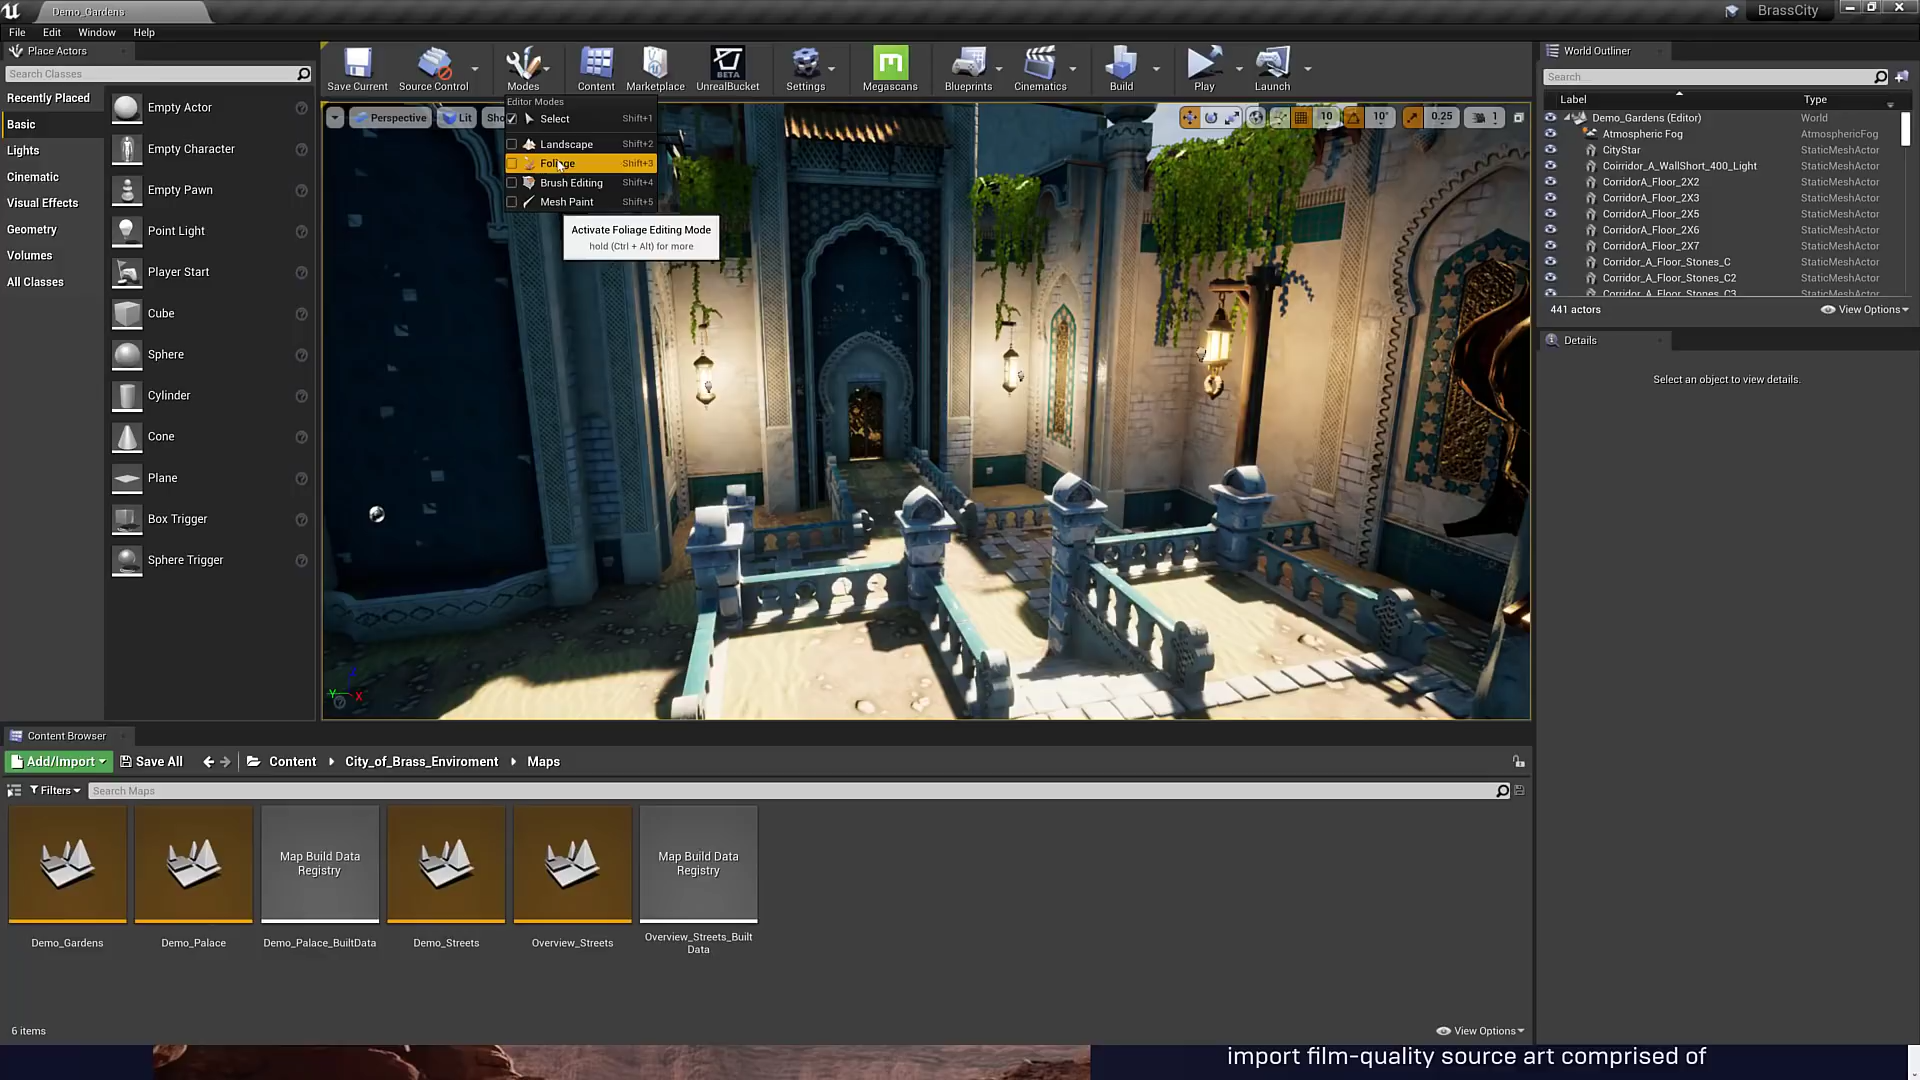 Demo_Gardens
BrassCity
File Edit Window Help
Place Actors
Search Classes
Recently Placed
Basic
Lights
Cinematic
Visual Effects
Geometry
Volumes
All Classes
Empty Actor
Empty Character
Empty Pawn
Point Light
Player Start
Cube
Sphere
Cylinder
Cone
Plane
Box Trigger
Sphere Trigger
Save Current
Source Control
Modes
Content
Marketplace
BETA
UnrealBucket
Settings
Megascans
Blueprints
Cinematics
Build
Play
Launch
Perspective
Lit
Sho
10
10°
0.25
1
Editor Modes
Select Shift+1
Landscape Shift+2
Foliage Shift+3
Brush Editing Shift+4
Mesh Paint Shift+5
Activate Foliage Editing Mode
hold (Ctrl + Alt) for more
Y X
World Outliner
Search...
Label Type
Demo_Gardens (Editor) World
Atmospheric Fog AtmosphericFog
CityStar StaticMeshActor
Coirridor_A_WallShort_400_Light StaticMeshActor
CorridorA_Floor_2X2 StaticMeshActor
CorridorA_Floor_2X3 StaticMeshActor
CorridorA_Floor_2X5 StaticMeshActor
CorridorA_Floor_2X6 StaticMeshActor
CorridorA_Floor_2X7 StaticMeshActor
Corridor_A_Floor_Stones_C StaticMeshActor
Corridor_A_Floor_Stones_C2 StaticMeshActor
Corridor_A_Floor_Stones_C3 StaticMeshActor
441 actors
View Options
Details
Select an object to view details.
Content Browser
Add/Import
Save All
Content
City_of_Brass_Enviroment
Maps
Filters
Search Maps
Map Build Data
Registry
Map Build Data
Registry
Demo_Gardens
Demo_Palace
Demo_Palace_BuiltData
Demo_Streets
Overview_Streets
Overview_Streets_Built
Data
6 items
View Options
import film-quality source art comprised of